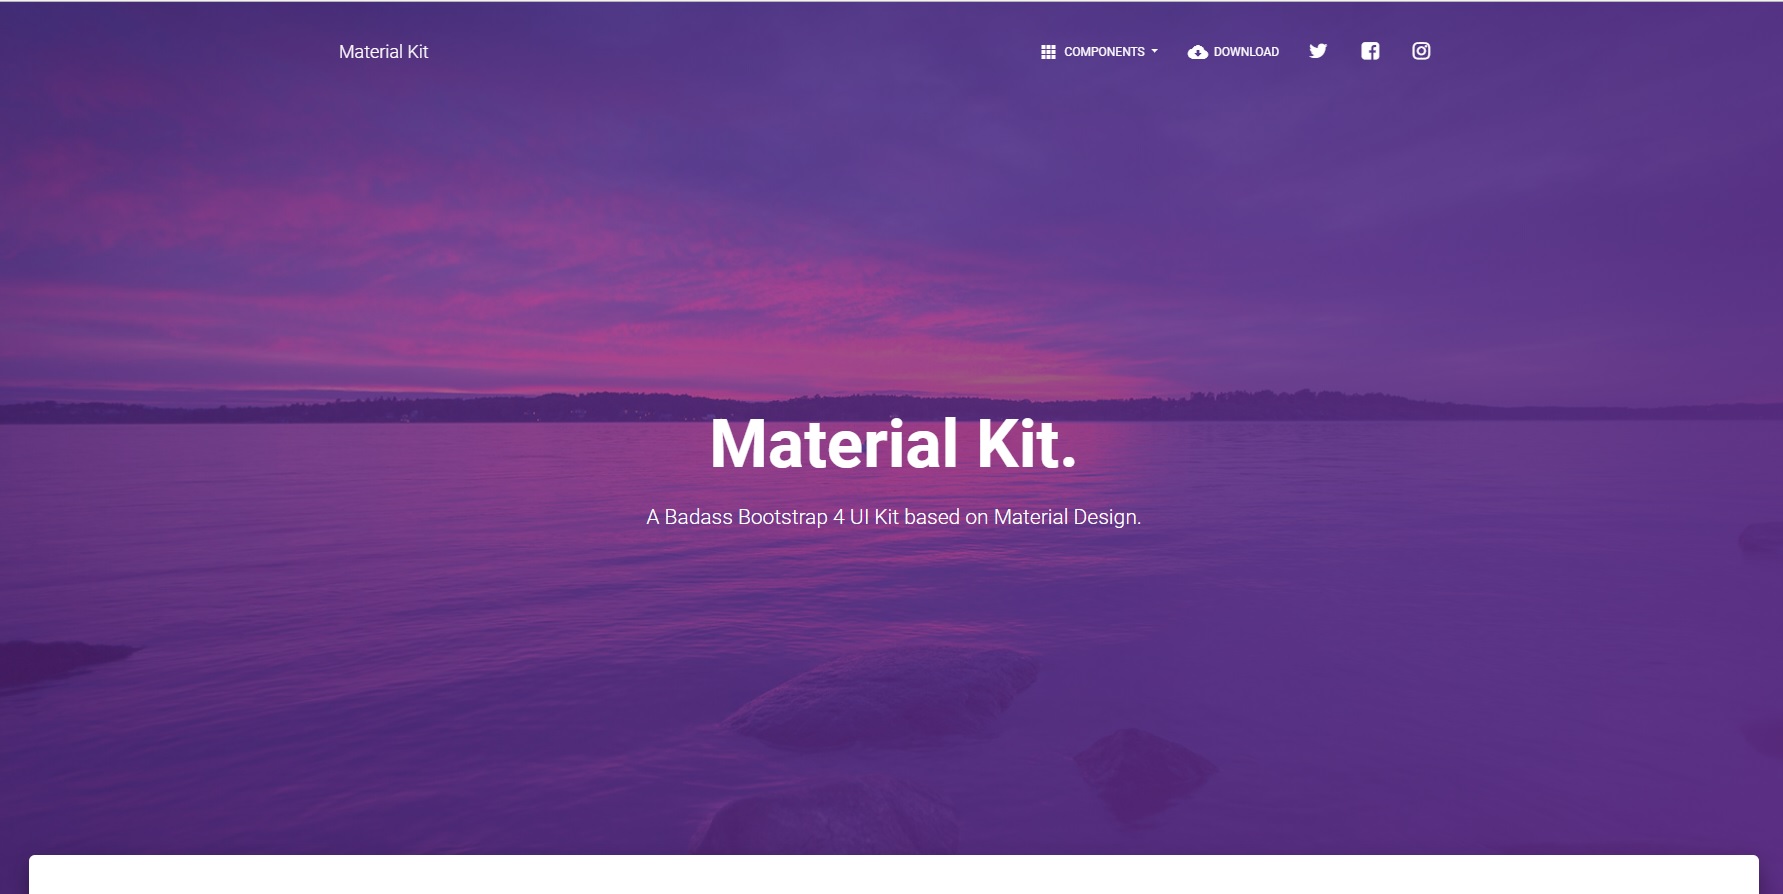 Material Kit
COMPONENTS
DOWNLOAD
Material Kit.
A Badass Bootstrap 4 UI Kit based on Material Design.